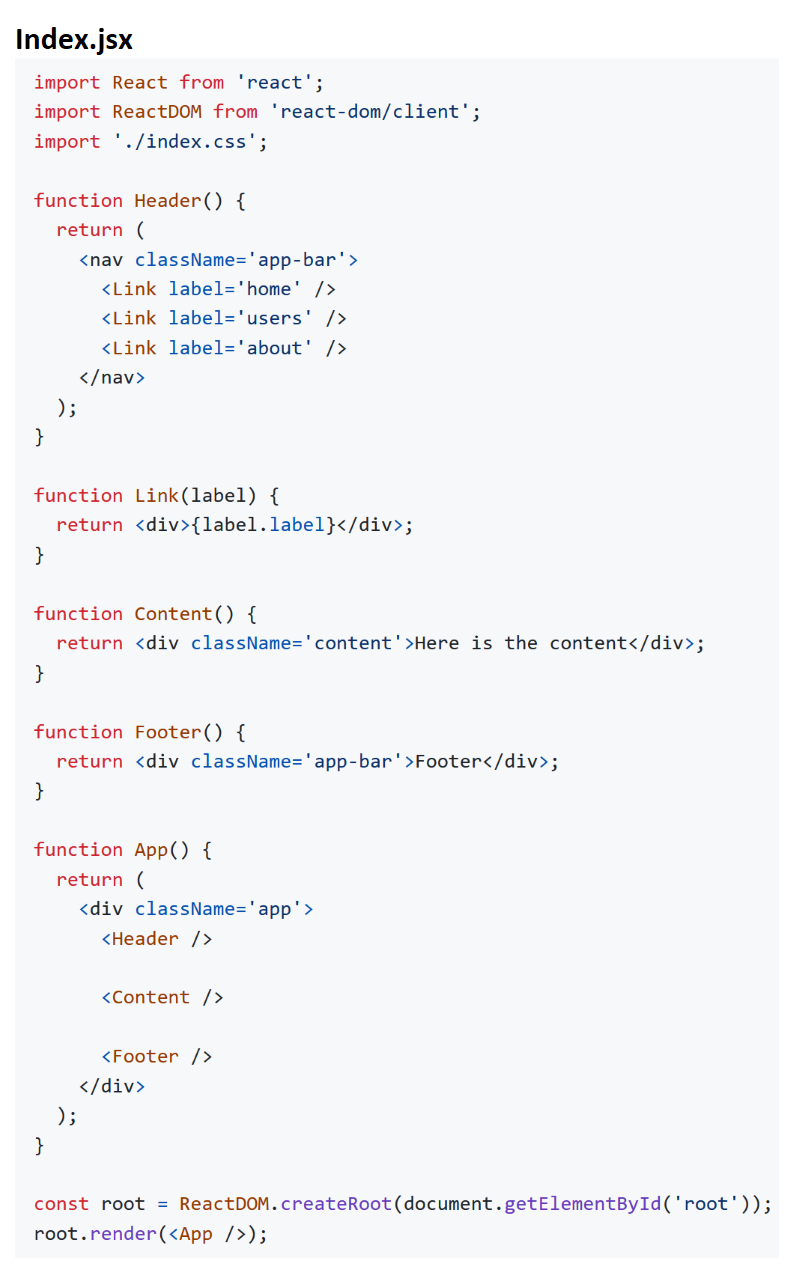 Index.jsx
import React from 'react';
import ReactDOM from 'react-dom/client';
import './index.css';

function Header() {
  return (
    <nav className='app-bar'>
      <Link label='home' />
      <Link label='users' />
      <Link label='about' />
    </nav>
  );
}

function Link(label) {
  return <div>{label.label}</div>;
}

function Content() {
  return <div className='content'>Here is the content</div>;
}

function Footer() {
  return <div className='app-bar'>Footer</div>;
}

function App() {
  return (
    <div className='app'>
      <Header />

      <Content />

      <Footer />
    </div>
  );
}

const root = ReactDOM.createRoot(document.getElementById('root'));
root.render(<App />);